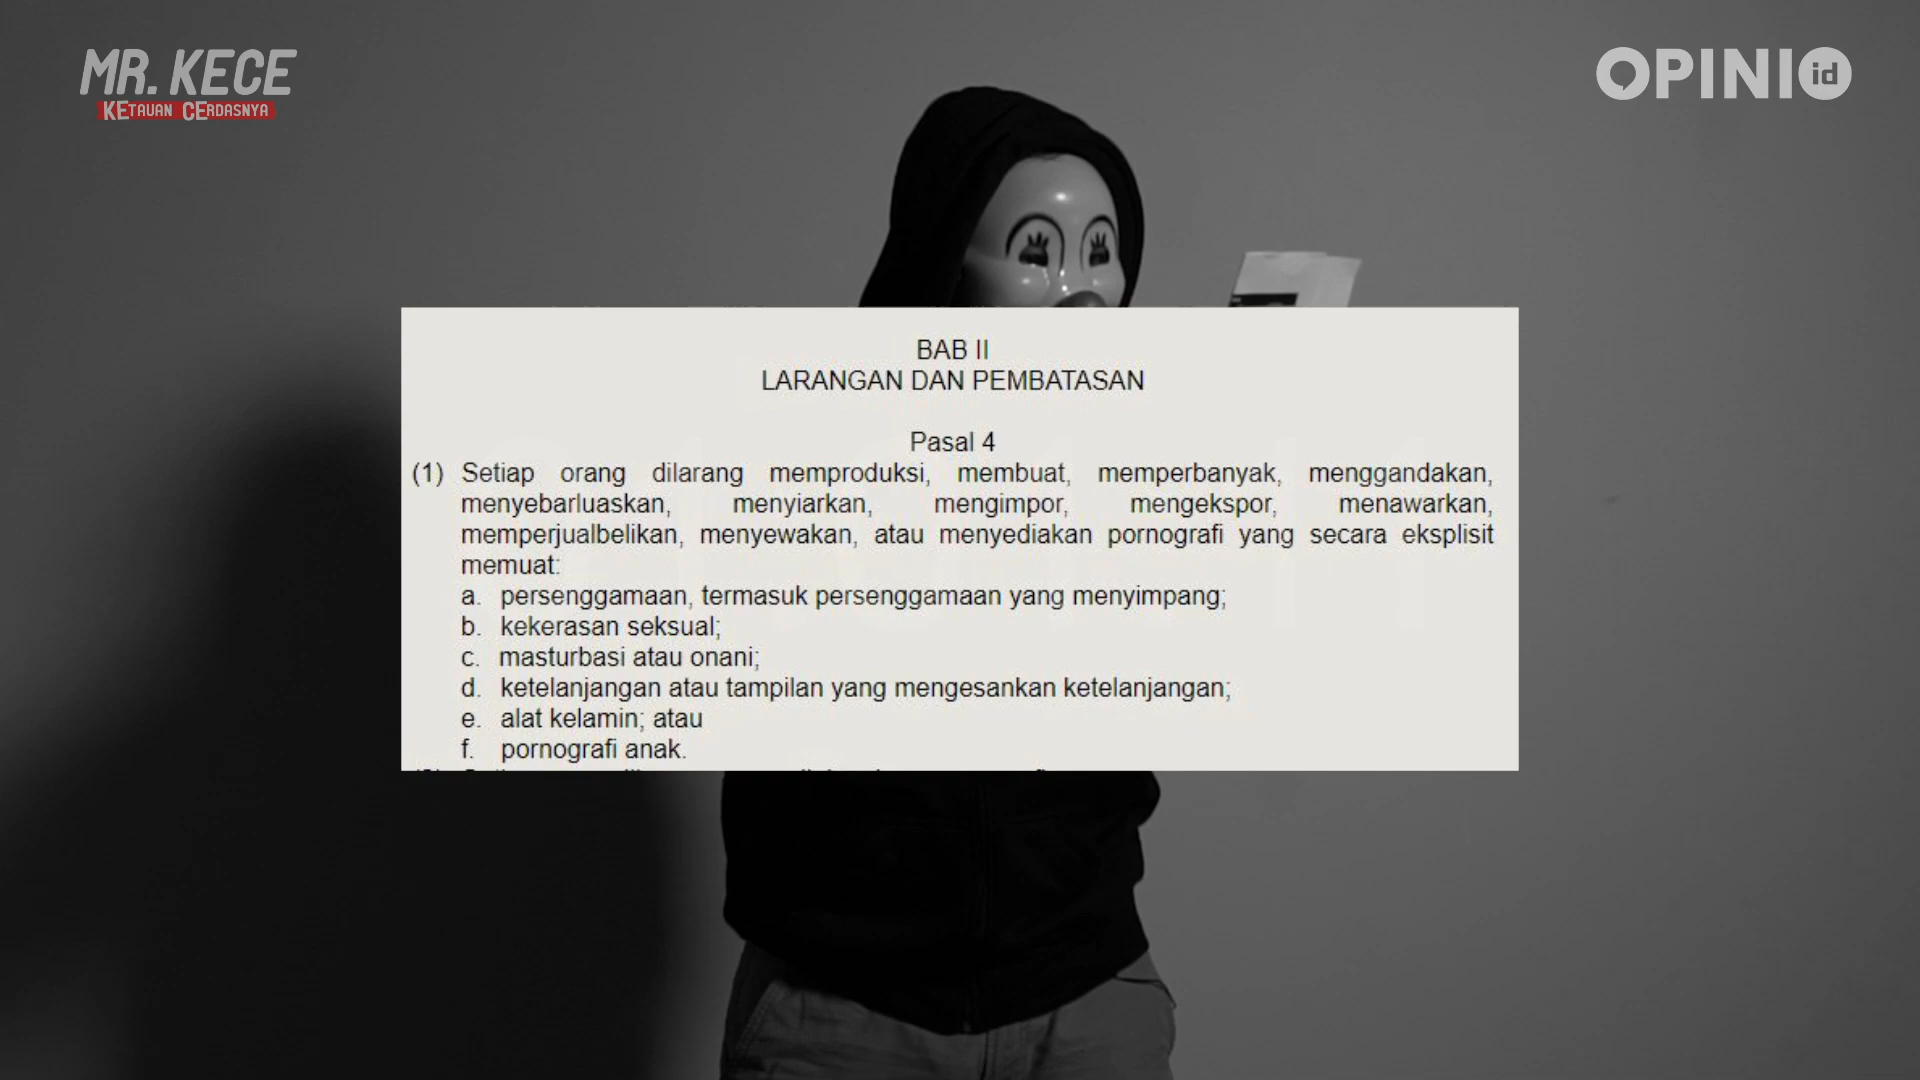 MR. KECE
KETAUAN CERDASNYA
OPINIO id
BAB II
LARANGAN DAN PEMBATASAN
Pasal 4
(1) Setiap orang dilarang memproduksi, membuat, memperbanyak, menggandakan,
menyebarluaskan, menyiarkan, mengimpor, mengekspor, menawarkan,
memperjualbelikan, menyewakan, atau menyediakan pornografi yang secara eksplisit
memuat:
a. persenggamaan, termasuk persenggamaan yang menyimpang;
b. kekerasan seksual;
c. masturbasi atau onani;
d. ketelanjangan atau tampilan yang mengesankan ketelanjangan;
e. alat kelamin; atau
f. pornografi anak.